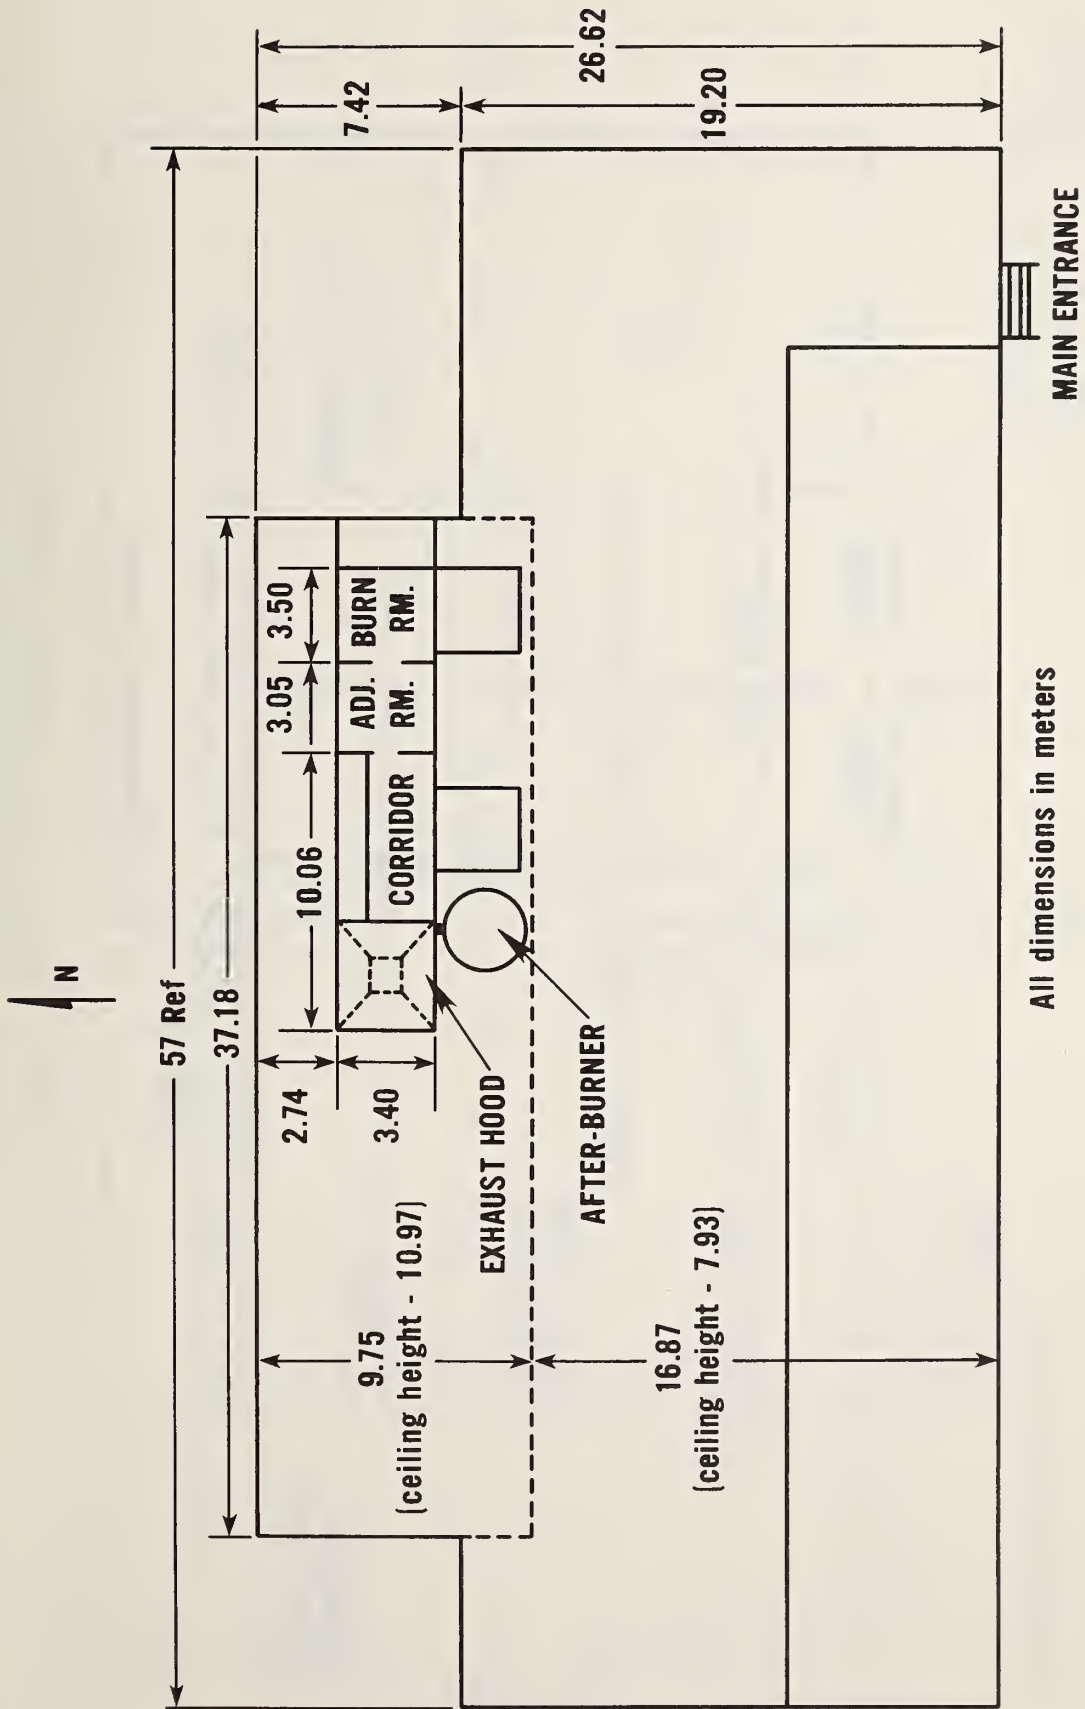 N
57 Ref
37.18
10.06
3.05
3.50
2.74
3.40
ADJ.
RM.
BURN
RM.
CORRIDOR
7.42
19.20
26.62
EXHAUST HOOD
AFTER-BURNER
9.75
(ceiling height - 10.97)
16.87
(ceiling height - 7.93)
MAIN ENTRANCE
All dimensions in meters